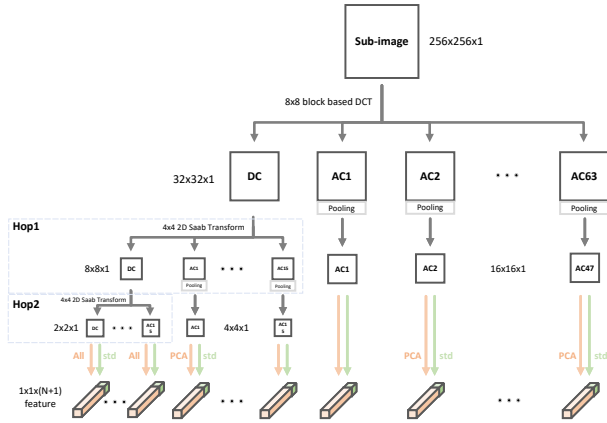 Sub-image
256x256x1
8x8 block based DCT
32x32x1
DC
AC1
AC2
• • •
AC63
Pooling
Pooling
Pooling
Hop1
4x4 2D Saab Transform
8x8x1
DC
AC1
• • •
AC15
Pooling
Pooling
AC1
AC2
16x16x1
AC47
Hop2
4x4 2D Saab Transform
2x2x1
DC
• • •
AC1
5
AC1
4x4x1
AC1
5
All
std
All
PCA
std
PCA
std
PCA
std
1x1x(N+1)
feature
• • •
• • •
• • •